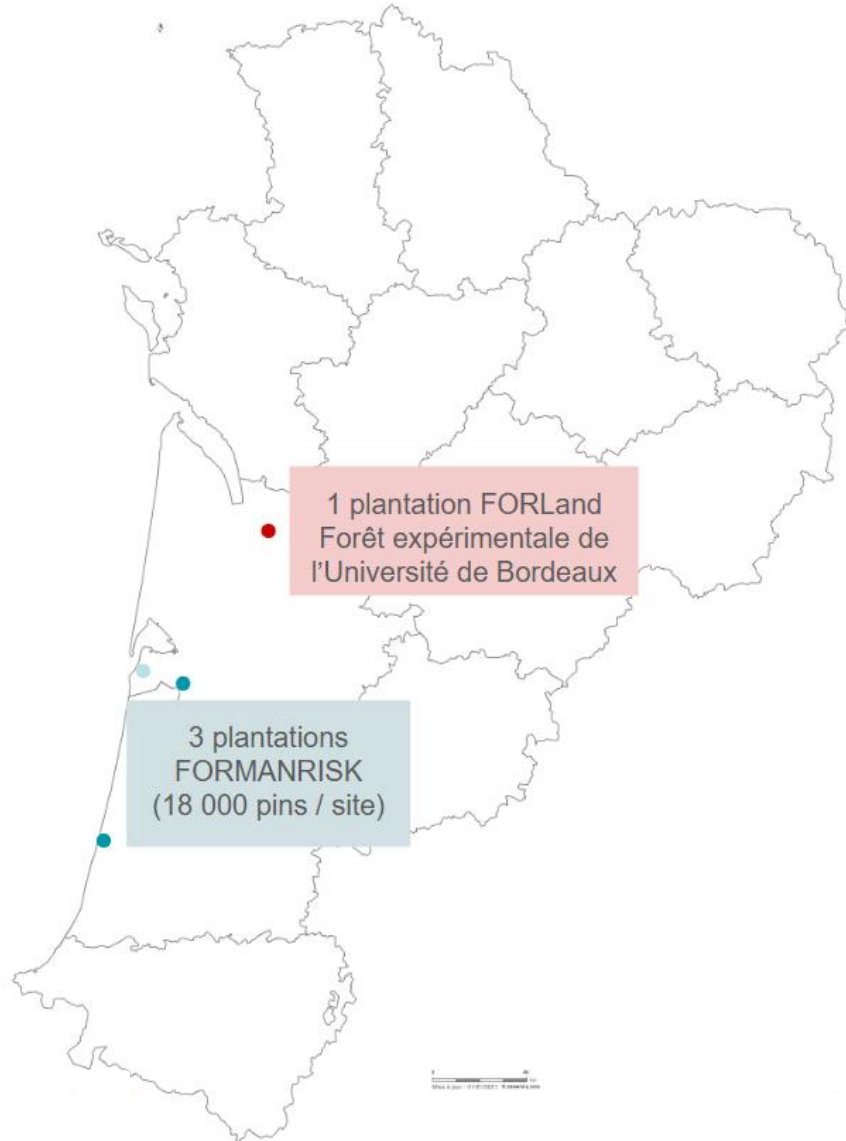 1 plantation FORLand
Forêt expérimentale de
l'Université de Bordeaux
3 plantations
FORMANRISK
(18 000 pins / site)